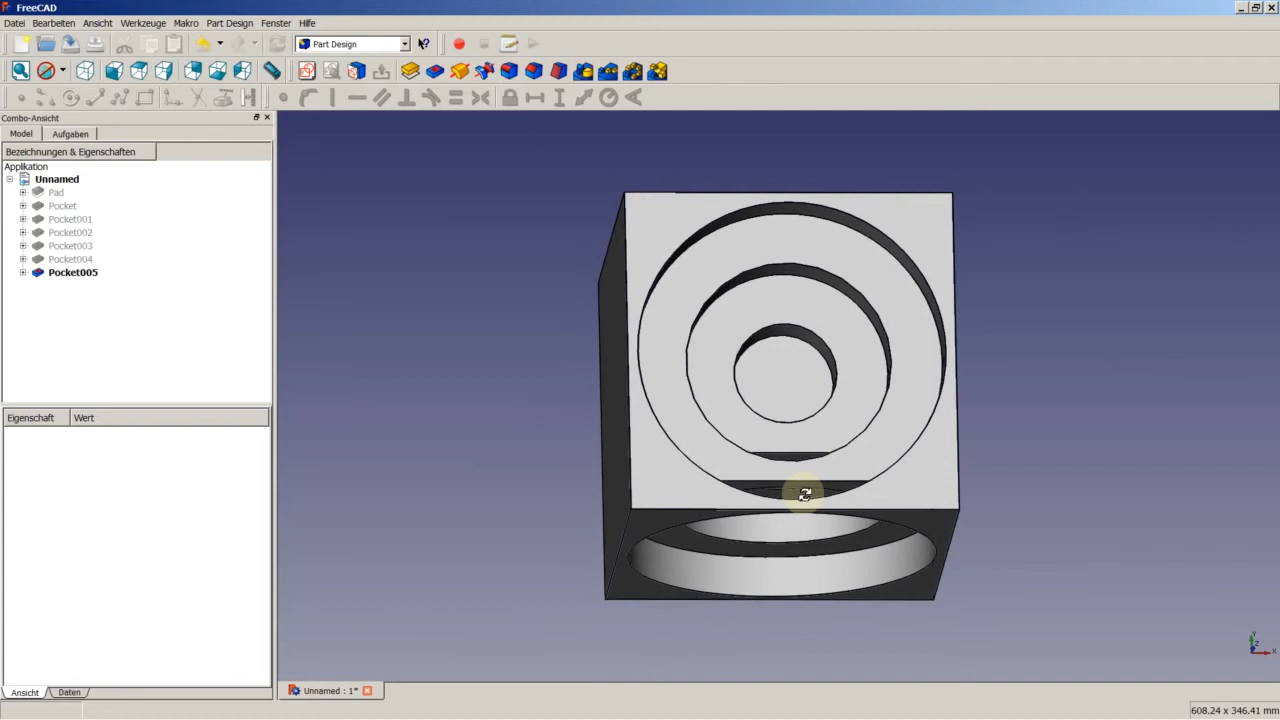 FreeCAD
Datei Bearbeiten Ansicht Werkzeuge Makro Part Design Fenster Hilfe
Part Design
Combo-Ansicht
Model Aufgaben
Bezeichnungen & Eigenschaften
Applikation
Unnamed
Pad
Pocket
Pocket001
Pocket002
Pocket003
Pocket004
Pocket005
Eigenschaft Wert
Y
Z
X
Ansicht Daten
Unnamed : 1*
608.24 x 346.41 mm